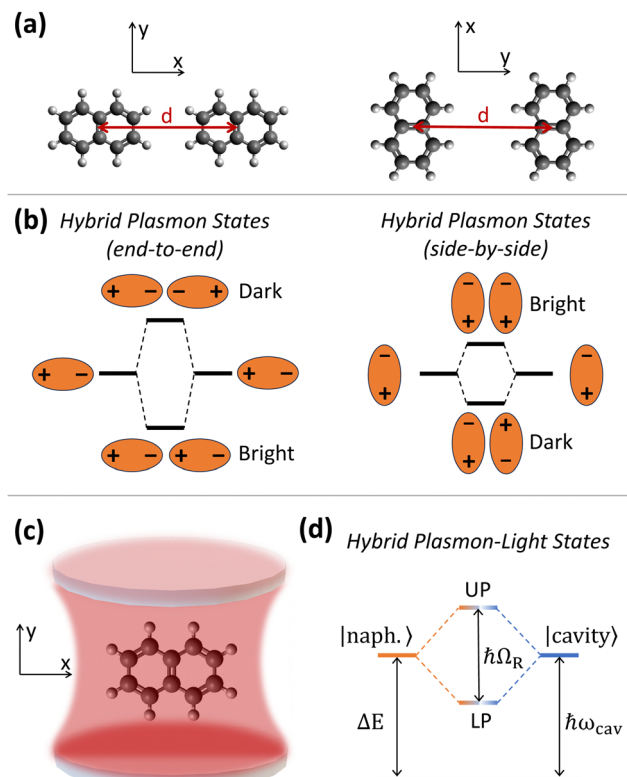 (a)
y
x
d
x
y
d
(b)
Hybrid Plasmon States
(end-to-end)
Hybrid Plasmon States
(side-by-side)
+ − − +
Dark
− −
+ +
Bright
+ −
+ −
−
+
−
+
+ − + −
Bright
− +
+ −
Dark
(c)
y
x
(d)
Hybrid Plasmon-Light States
UP
|naph.⟩
|cavity⟩
ℏΩR
LP
ΔE
ℏωcav